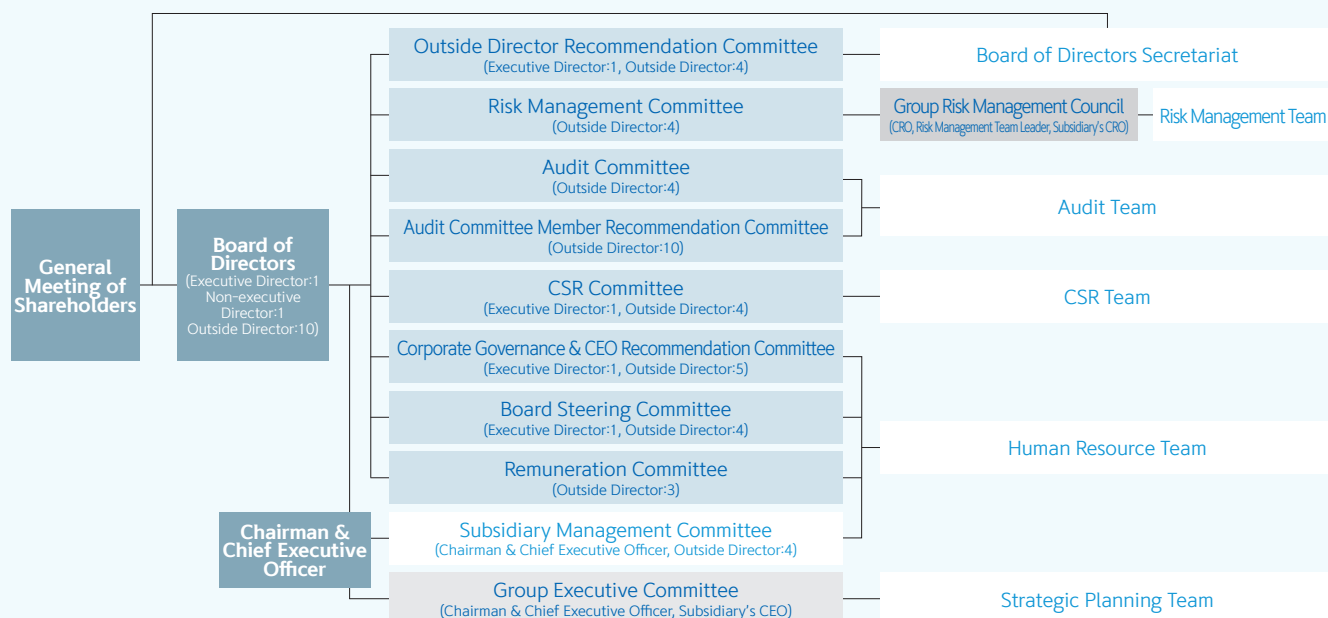 General
Meeting of
Shareholders
Board of
Directors
(Executive Director:1
Non-executive
Director:1
Outside Director:10)
Chairman &
Chief Executive
Officer
Outside Director Recommendation Committee
(Executive Director:1, Outside Director:4)
Board of Directors Secretariat
Risk Management Committee
(Outside Director:4)
Group Risk Management Council
(CRO, Risk Management Team Leader, Subsidiary's CRO)
Risk Management Team
Audit Committee
(Outside Director:4)
Audit Committee Member Recommendation Committee
(Outside Director:10)
Audit Team
CSR Committee
(Executive Director:1, Outside Director:4)
CSR Team
Corporate Governance & CEO Recommendation Committee
(Executive Director:1, Outside Director:5)
Board Steering Committee
(Executive Director:1, Outside Director:4)
Remuneration Committee
(Outside Director:3)
Human Resource Team
Subsidiary Management Committee
(Chairman & Chief Executive Officer, Outside Director:4)
Group Executive Committee
(Chairman & Chief Executive Officer, Subsidiary's CEO)
Strategic Planning Team